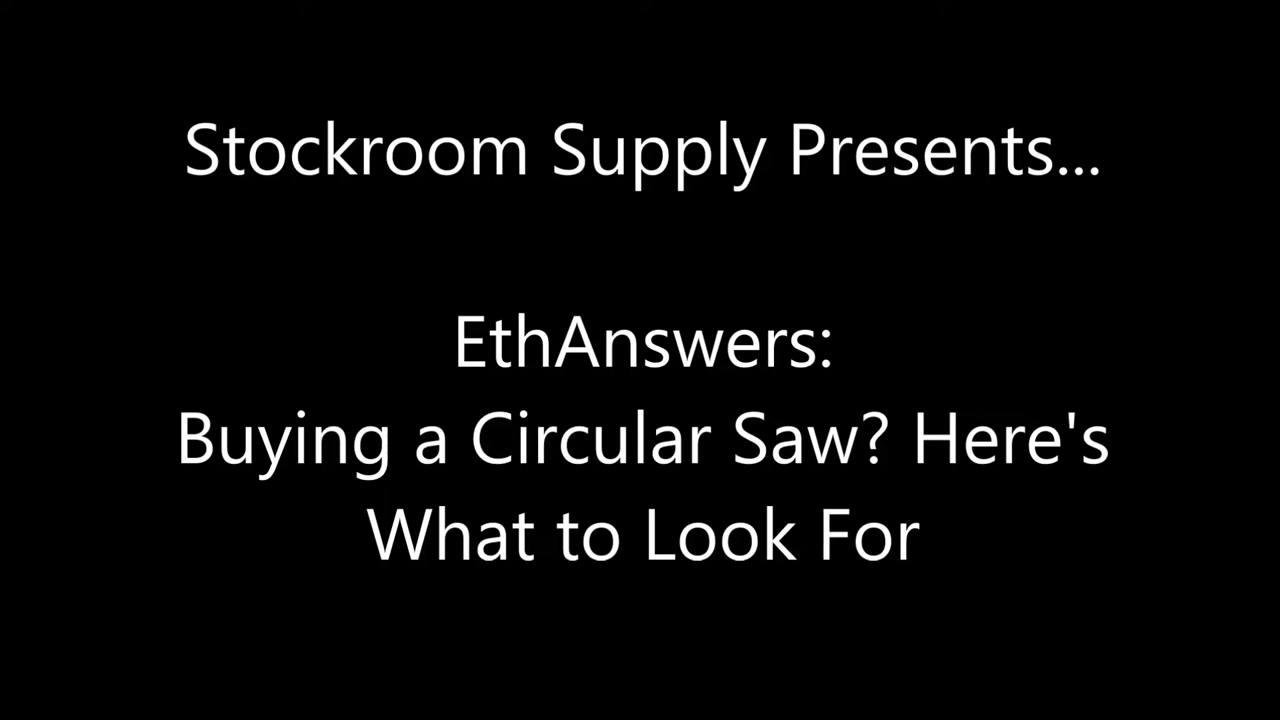 Stockroom Supply Presents...
EthAnswers:
Buying a Circular Saw? Here's
What to Look For